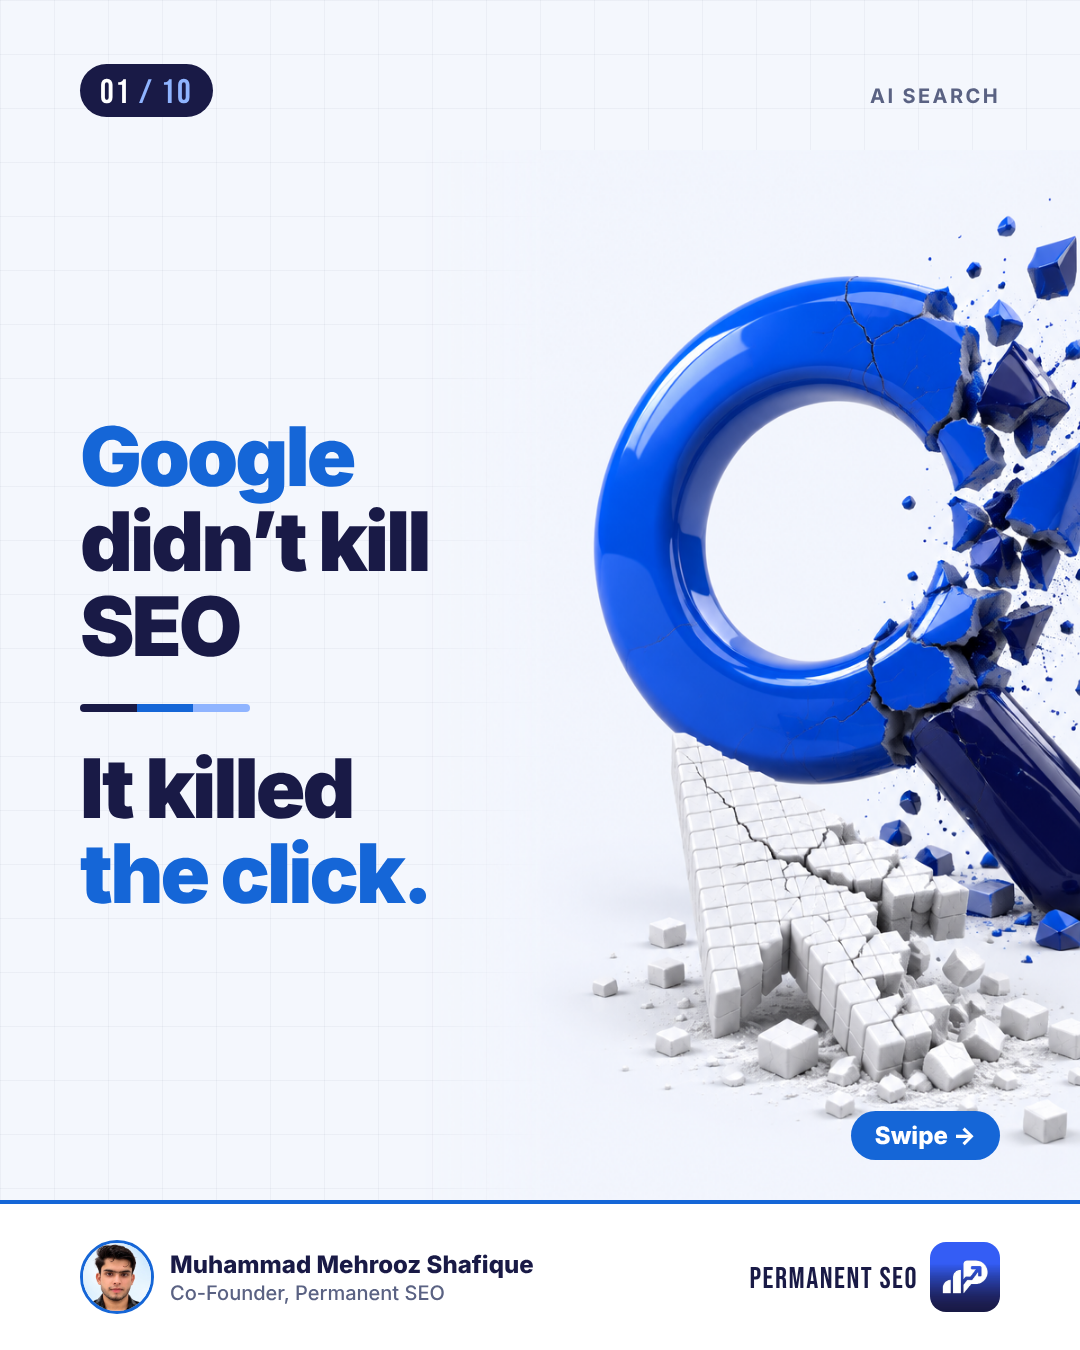 01 / 10
AI SEARCH
Google
didn’t kill
SEO
It killed
the click.
Swipe →
Muhammad Mehrooz Shafique
Co-Founder, Permanent SEO
PERMANENT SEO